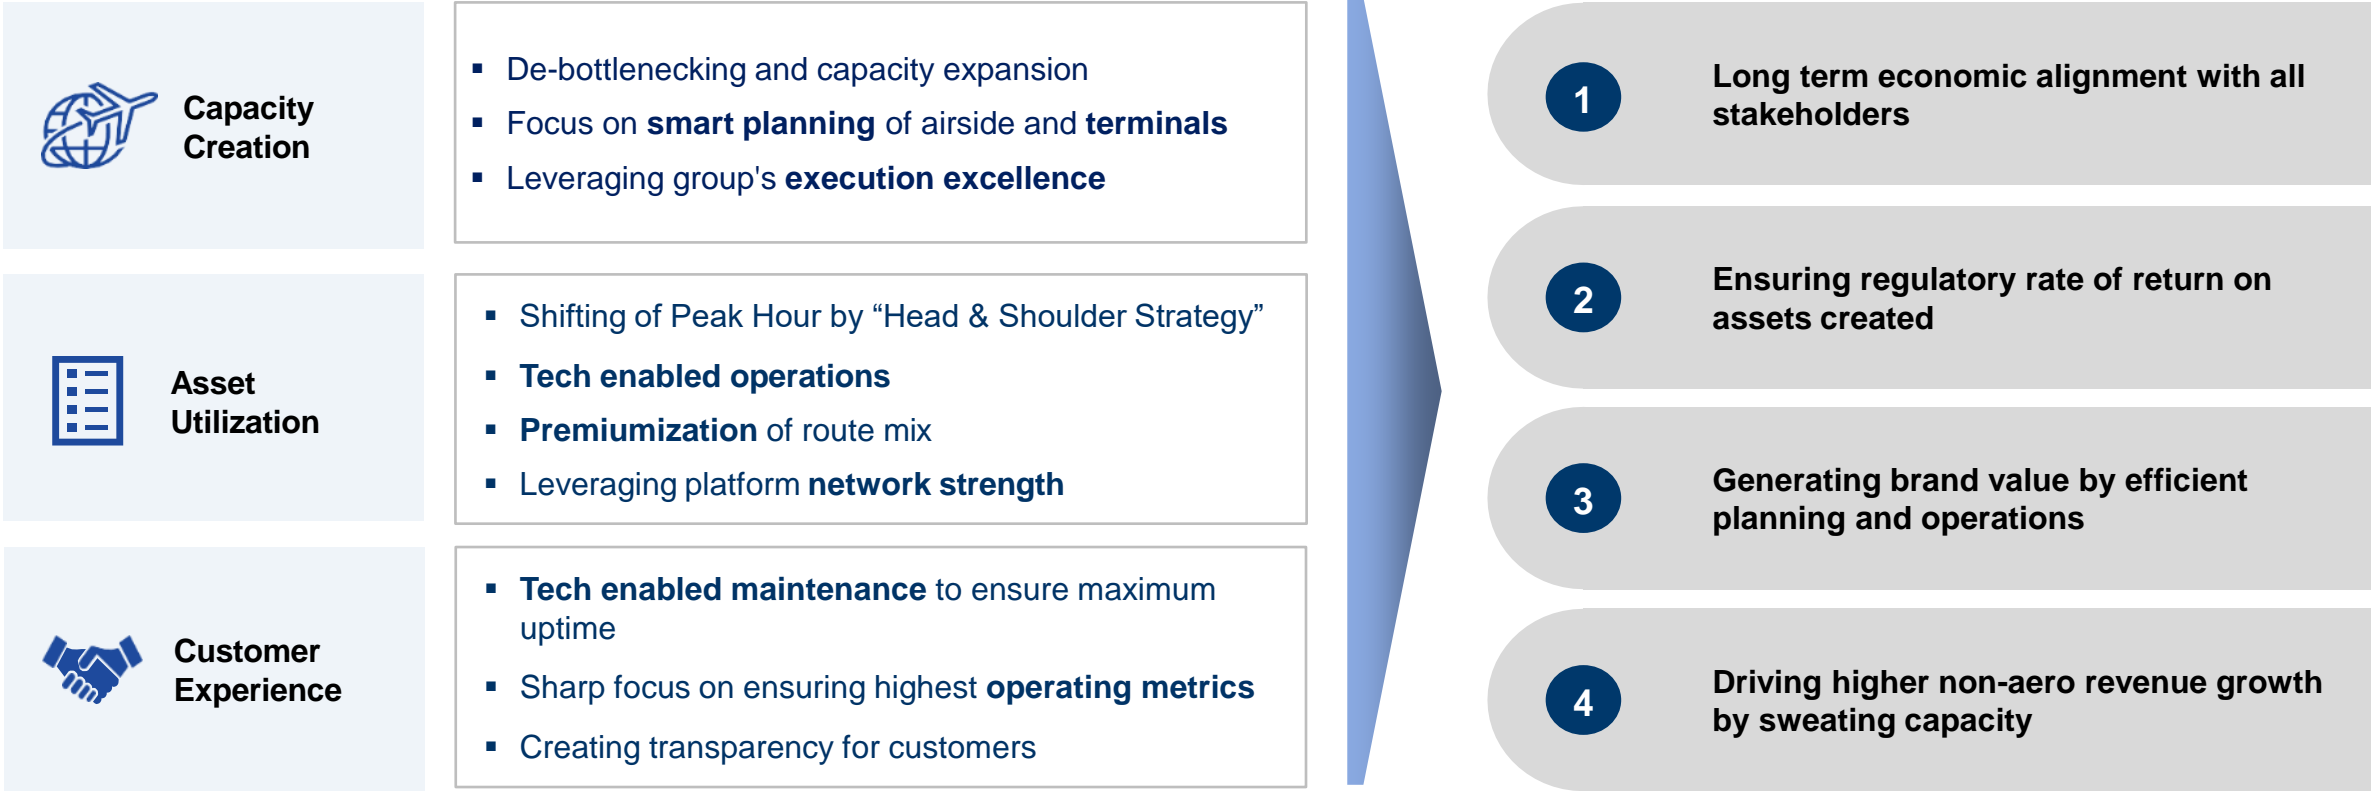 Capacity
Creation
▪ De-bottlenecking and capacity expansion
▪ Focus on smart planning of airside and terminals
▪ Leveraging group's execution excellence
Asset
Utilization
▪ Shifting of Peak Hour by “Head & Shoulder Strategy”
▪ Tech enabled operations
▪ Premiumization of route mix
▪ Leveraging platform network strength
Customer
Experience
▪ Tech enabled maintenance to ensure maximum
uptime
▪ Sharp focus on ensuring highest operating metrics
▪ Creating transparency for customers
1
Long term economic alignment with all
stakeholders
2
Ensuring regulatory rate of return on
assets created
3
Generating brand value by efficient
planning and operations
4
Driving higher non-aero revenue growth
by sweating capacity